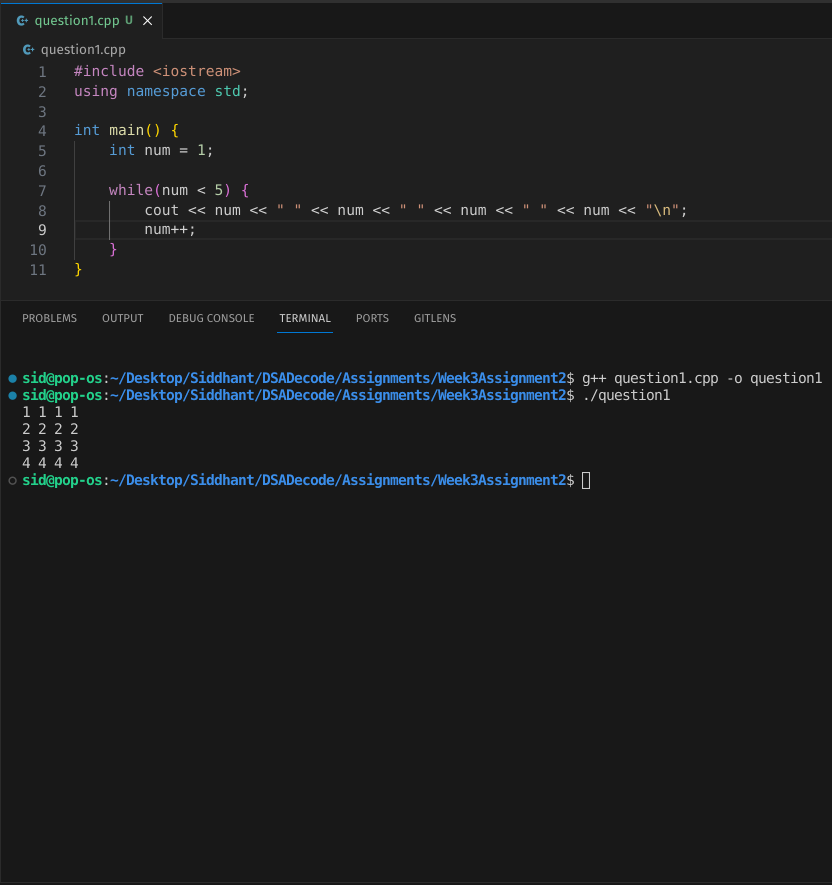 question1.cpp U
question1.cpp
1 #include <iostream>
2 using namespace std;
3
4 int main() {
5     int num = 1;
6
7     while(num < 5) {
8         cout << num << " " << num << " " << num << " " << num << "\n";
9         num++;
10     }
11 }
PROBLEMS OUTPUT DEBUG CONSOLE TERMINAL PORTS GITLENS
sid@pop-os:~/Desktop/Siddhant/DSADecode/Assignments/Week3Assignment2$ g++ question1.cpp -o question1
sid@pop-os:~/Desktop/Siddhant/DSADecode/Assignments/Week3Assignment2$ ./question1
1 1 1 1
2 2 2 2
3 3 3 3
4 4 4 4
sid@pop-os:~/Desktop/Siddhant/DSADecode/Assignments/Week3Assignment2$